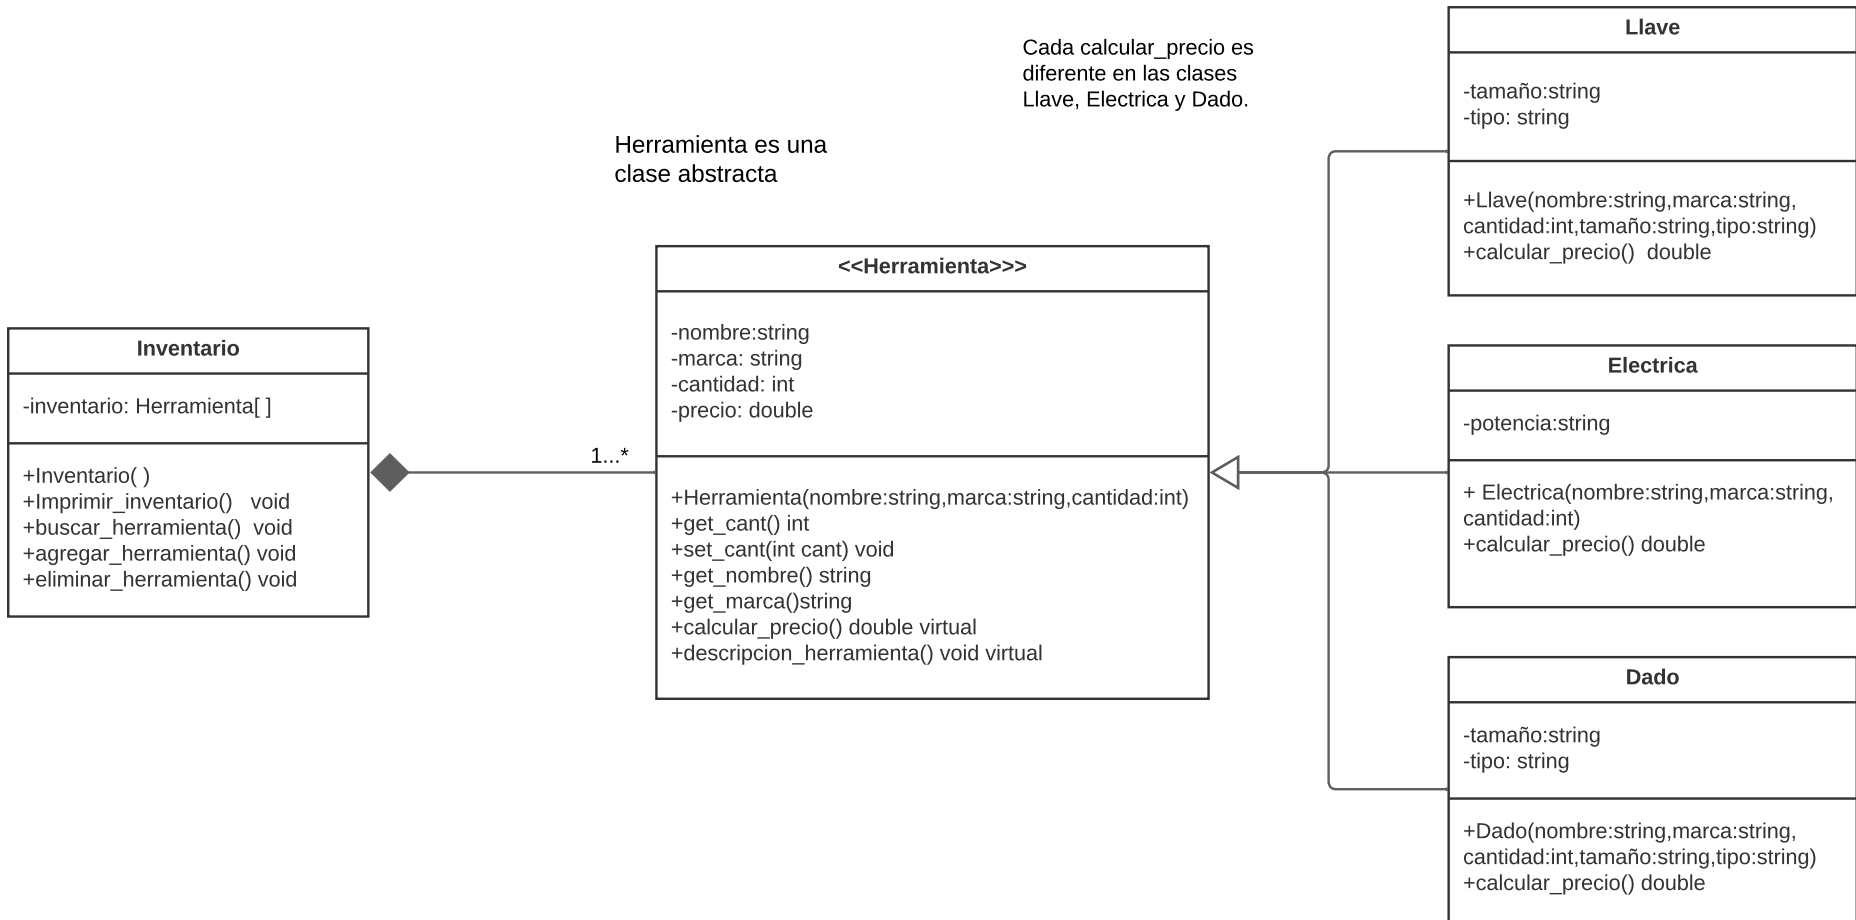 Cada calcular_precio es
diferente en las clases
Llave, Electrica y Dado.
Herramienta es una
clase abstracta
Inventario
-inventario: Herramienta[ ]
+Inventario( )
+Imprimir_inventario()   void
+buscar_herramienta()  void
+agregar_herramienta() void
+eliminar_herramienta() void
1...*
<<Herramienta>>>
-nombre:string
-marca: string
-cantidad: int
-precio: double
+Herramienta(nombre:string,marca:string,cantidad:int)
+get_cant() int
+set_cant(int cant) void
+get_nombre() string
+get_marca()string
+calcular_precio() double virtual
+descripcion_herramienta() void virtual
Llave
-tamaño:string
-tipo: string
+Llave(nombre:string,marca:string,
cantidad:int,tamaño:string,tipo:string)
+calcular_precio()  double
Electrica
-potencia:string
+ Electrica(nombre:string,marca:string,
cantidad:int)
+calcular_precio() double
Dado
-tamaño:string
-tipo: string
+Dado(nombre:string,marca:string,
cantidad:int,tamaño:string,tipo:string)
+calcular_precio() double